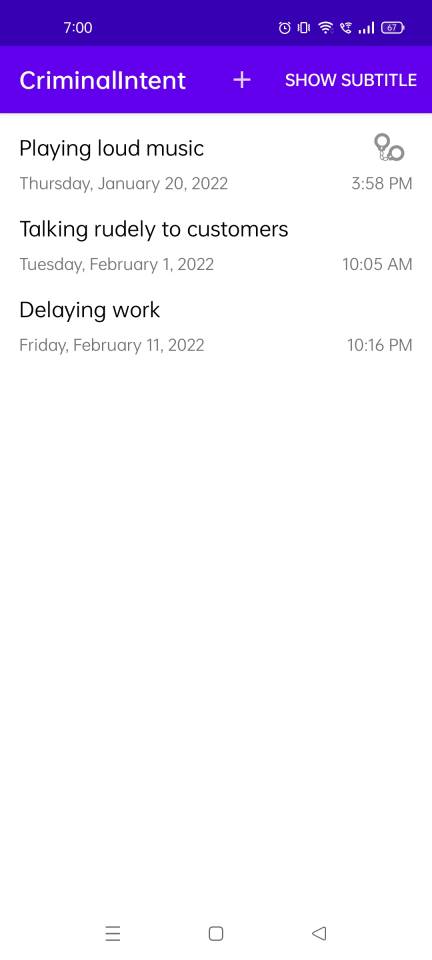 7:00
67
CriminalIntent + SHOW SUBTITLE
Playing loud music
Thursday, January 20, 2022 3:58 PM
Talking rudely to customers
Tuesday, February 1, 2022 10:05 AM
Delaying work
Friday, February 11, 2022 10:16 PM